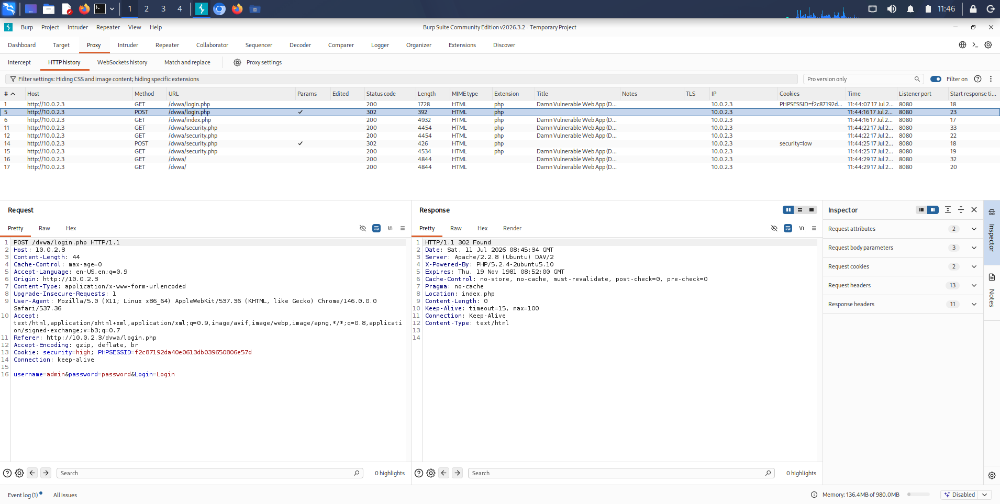 1 2 3 4 11:46
Burp Project Intruder Repeater View Help Burp Suite Community Edition v2026.3.2 - Temporary Project
Dashboard Target Proxy Intruder Repeater Collaborator Sequencer Decoder Comparer Logger Organizer Extensions Discover
Intercept HTTP history WebSockets history Match and replace Proxy settings
Filter settings: Hiding CSS and image content; hiding specific extensions Pro version only Filter on
# Host Method URL Params Edited Status code Length MIME type Extension Title Notes TLS IP Cookies Time Listener port Start response ti...
1 http://10.0.2.3 GET /dvwa/login.php 200 1728 HTML php Damn Vulnerable Web App (D... 10.0.2.3 PHPSESSID=f2c87192d... 11:44:07 17 Jul 2... 8080 18
5 http://10.0.2.3 POST /dvwa/login.php ✓ 302 392 HTML php 10.0.2.3 11:44:16 17 Jul 2... 8080 23
6 http://10.0.2.3 GET /dvwa/index.php 200 4932 HTML php Damn Vulnerable Web App (D... 10.0.2.3 11:44:16 17 Jul 2... 8080 17
11 http://10.0.2.3 GET /dvwa/security.php 200 4454 HTML php Damn Vulnerable Web App (D... 10.0.2.3 11:44:22 17 Jul 2... 8080 33
12 http://10.0.2.3 GET /dvwa/security.php 200 4454 HTML php Damn Vulnerable Web App (D... 10.0.2.3 11:44:22 17 Jul 2... 8080 22
14 http://10.0.2.3 POST /dvwa/security.php ✓ 302 426 HTML php 10.0.2.3 security=low 11:44:25 17 Jul 2... 8080 18
15 http://10.0.2.3 GET /dvwa/security.php 200 4534 HTML php Damn Vulnerable Web App (D... 10.0.2.3 11:44:25 17 Jul 2... 8080 19
16 http://10.0.2.3 GET /dvwa/ 200 4844 HTML Damn Vulnerable Web App (D... 10.0.2.3 11:44:29 17 Jul 2... 8080 32
17 http://10.0.2.3 GET /dvwa/ 200 4844 HTML Damn Vulnerable Web App (D... 10.0.2.3 11:44:29 17 Jul 2... 8080 20
Request
Pretty Raw Hex \n
1 POST /dvwa/login.php HTTP/1.1
2 Host: 10.0.2.3
3 Content-Length: 44
4 Cache-Control: max-age=0
5 Accept-Language: en-US,en;q=0.9
6 Origin: http://10.0.2.3
7 Content-Type: application/x-www-form-urlencoded
8 Upgrade-Insecure-Requests: 1
9 User-Agent: Mozilla/5.0 (X11; Linux x86_64) AppleWebKit/537.36 (KHTML, like Gecko) Chrome/146.0.0.0
Safari/537.36
10 Accept:
text/html,application/xhtml+xml,application/xml;q=0.9,image/avif,image/webp,image/apng,*/*;q=0.8,applicati
on/signed-exchange;v=b3;q=0.7
11 Referer: http://10.0.2.3/dvwa/login.php
12 Accept-Encoding: gzip, deflate, br
13 Cookie: security=high; PHPSESSID=f2c87192da40e0613db039650806e57d
14 Connection: keep-alive
15
16 username=admin&password=password&Login=Login
Search 0 highlights
Response
Pretty Raw Hex Render \n
1 HTTP/1.1 302 Found
2 Date: Sat, 11 Jul 2026 08:45:34 GMT
3 Server: Apache/2.2.8 (Ubuntu) DAV/2
4 X-Powered-By: PHP/5.2.4-2ubuntu5.10
5 Expires: Thu, 19 Nov 1981 08:52:00 GMT
6 Cache-Control: no-store, no-cache, must-revalidate, post-check=0, pre-check=0
7 Pragma: no-cache
8 Location: index.php
9 Content-Length: 0
10 Keep-Alive: timeout=15, max=100
11 Connection: Keep-Alive
12 Content-Type: text/html
13
14
Search 0 highlights
Inspector
Request attributes 2
Request body parameters 3
Request cookies 2
Request headers 13
Response headers 11
Inspector
Notes
Event log (1) All issues Memory: 136.4MB of 980.0MB Disabled